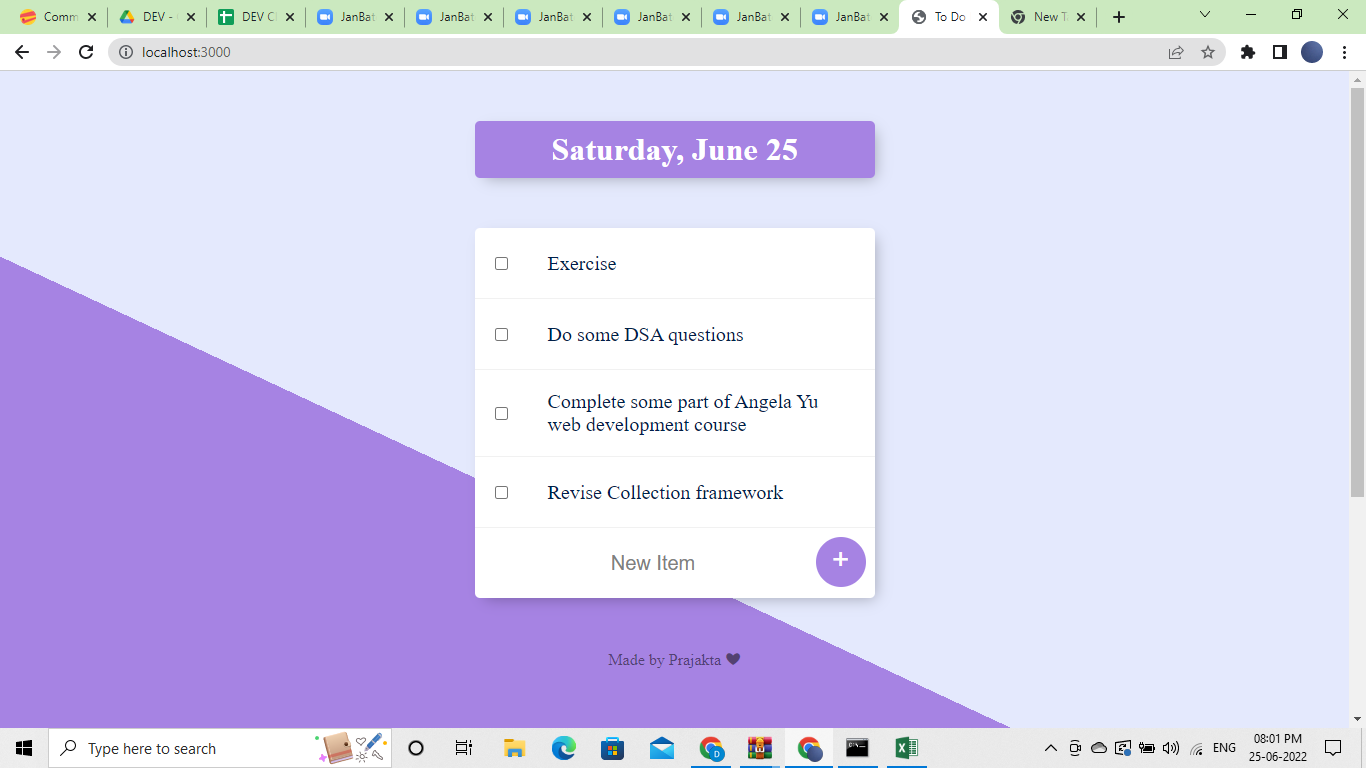 Comm
DEV -
DEV C
JanBat
JanBat
JanBat
JanBat
JanBat
JanBat
To Do
New T
localhost:3000
Saturday, June 25
Exercise
Do some DSA questions
Complete some part of Angela Yu
web development course
Revise Collection framework
New Item
+
Made by Prajakta
Type here to search
D
ENG
08:01 PM
25-06-2022